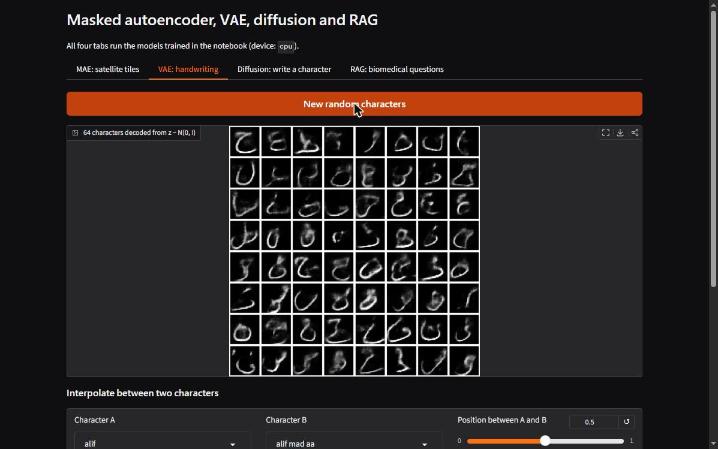 Masked autoencoder, VAE, diffusion and RAG
All four tabs run the models trained in the notebook (device: cpu).
MAE: satellite tiles VAE: handwriting Diffusion: write a character RAG: biomedical questions
New random characters
64 characters decoded from z ~ N(0, I)
Interpolate between two characters
Character A Character B Position between A and B 0.5
alif alif mad aa 0 1